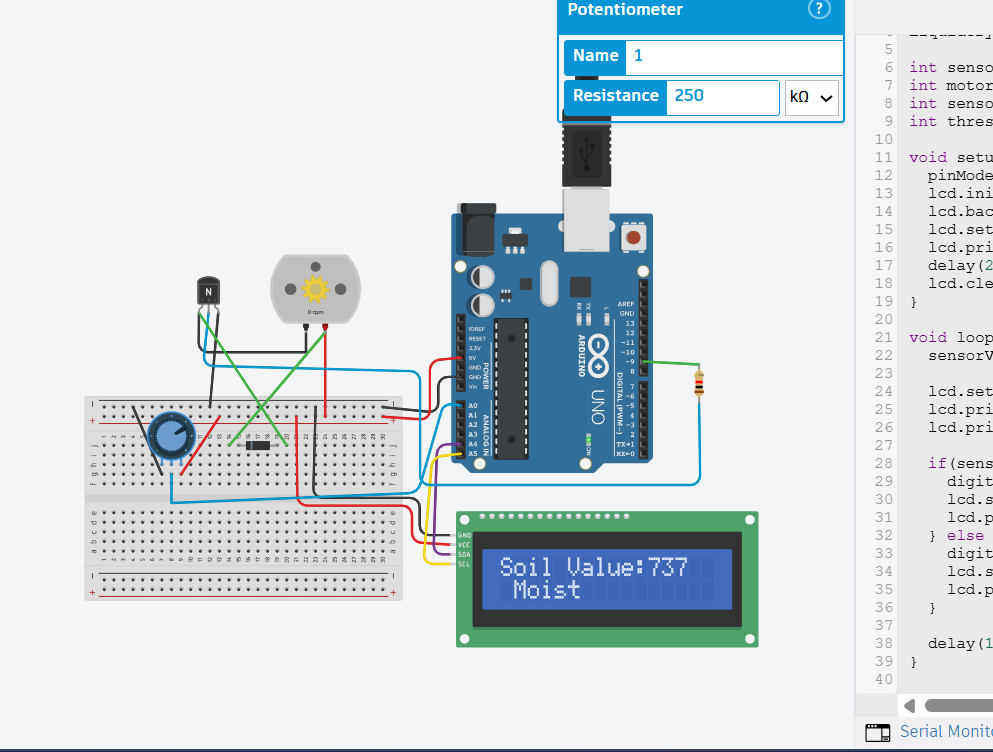 Potentiometer
?
Name 1
Resistance 250 kΩ
N
0 rpm
AREF
GND
13
12
~11
~10
~9
8
7
~6
~5
4
~3
2
TX→1
RX←0
IOREF
RESET
3.3V
5V
GND
GND
Vin
POWER
A0
A1
A2
A3
A4
A5
ANALOG IN
RX
TX
L
ARDUINO
UNO
DIGITAL (PWM~)
ON
GND
VCC
SDA
SCL
Soil Value:737
Moist
5
6 int senso
7 int motor
8 int senso
9 int thres
10
11 void setu
12 pinMode
13 lcd.ini
14 lcd.bac
15 lcd.set
16 lcd.pri
17 delay(2
18 lcd.cle
19 }
20
21 void loop
22 sensorV
23
24 lcd.set
25 lcd.pri
26 lcd.pri
27
28 if(sens
29 digit
30 lcd.s
31 lcd.p
32 } else
33 digit
34 lcd.s
35 lcd.p
36 }
37
38 delay(1
39 }
40
Serial Monito